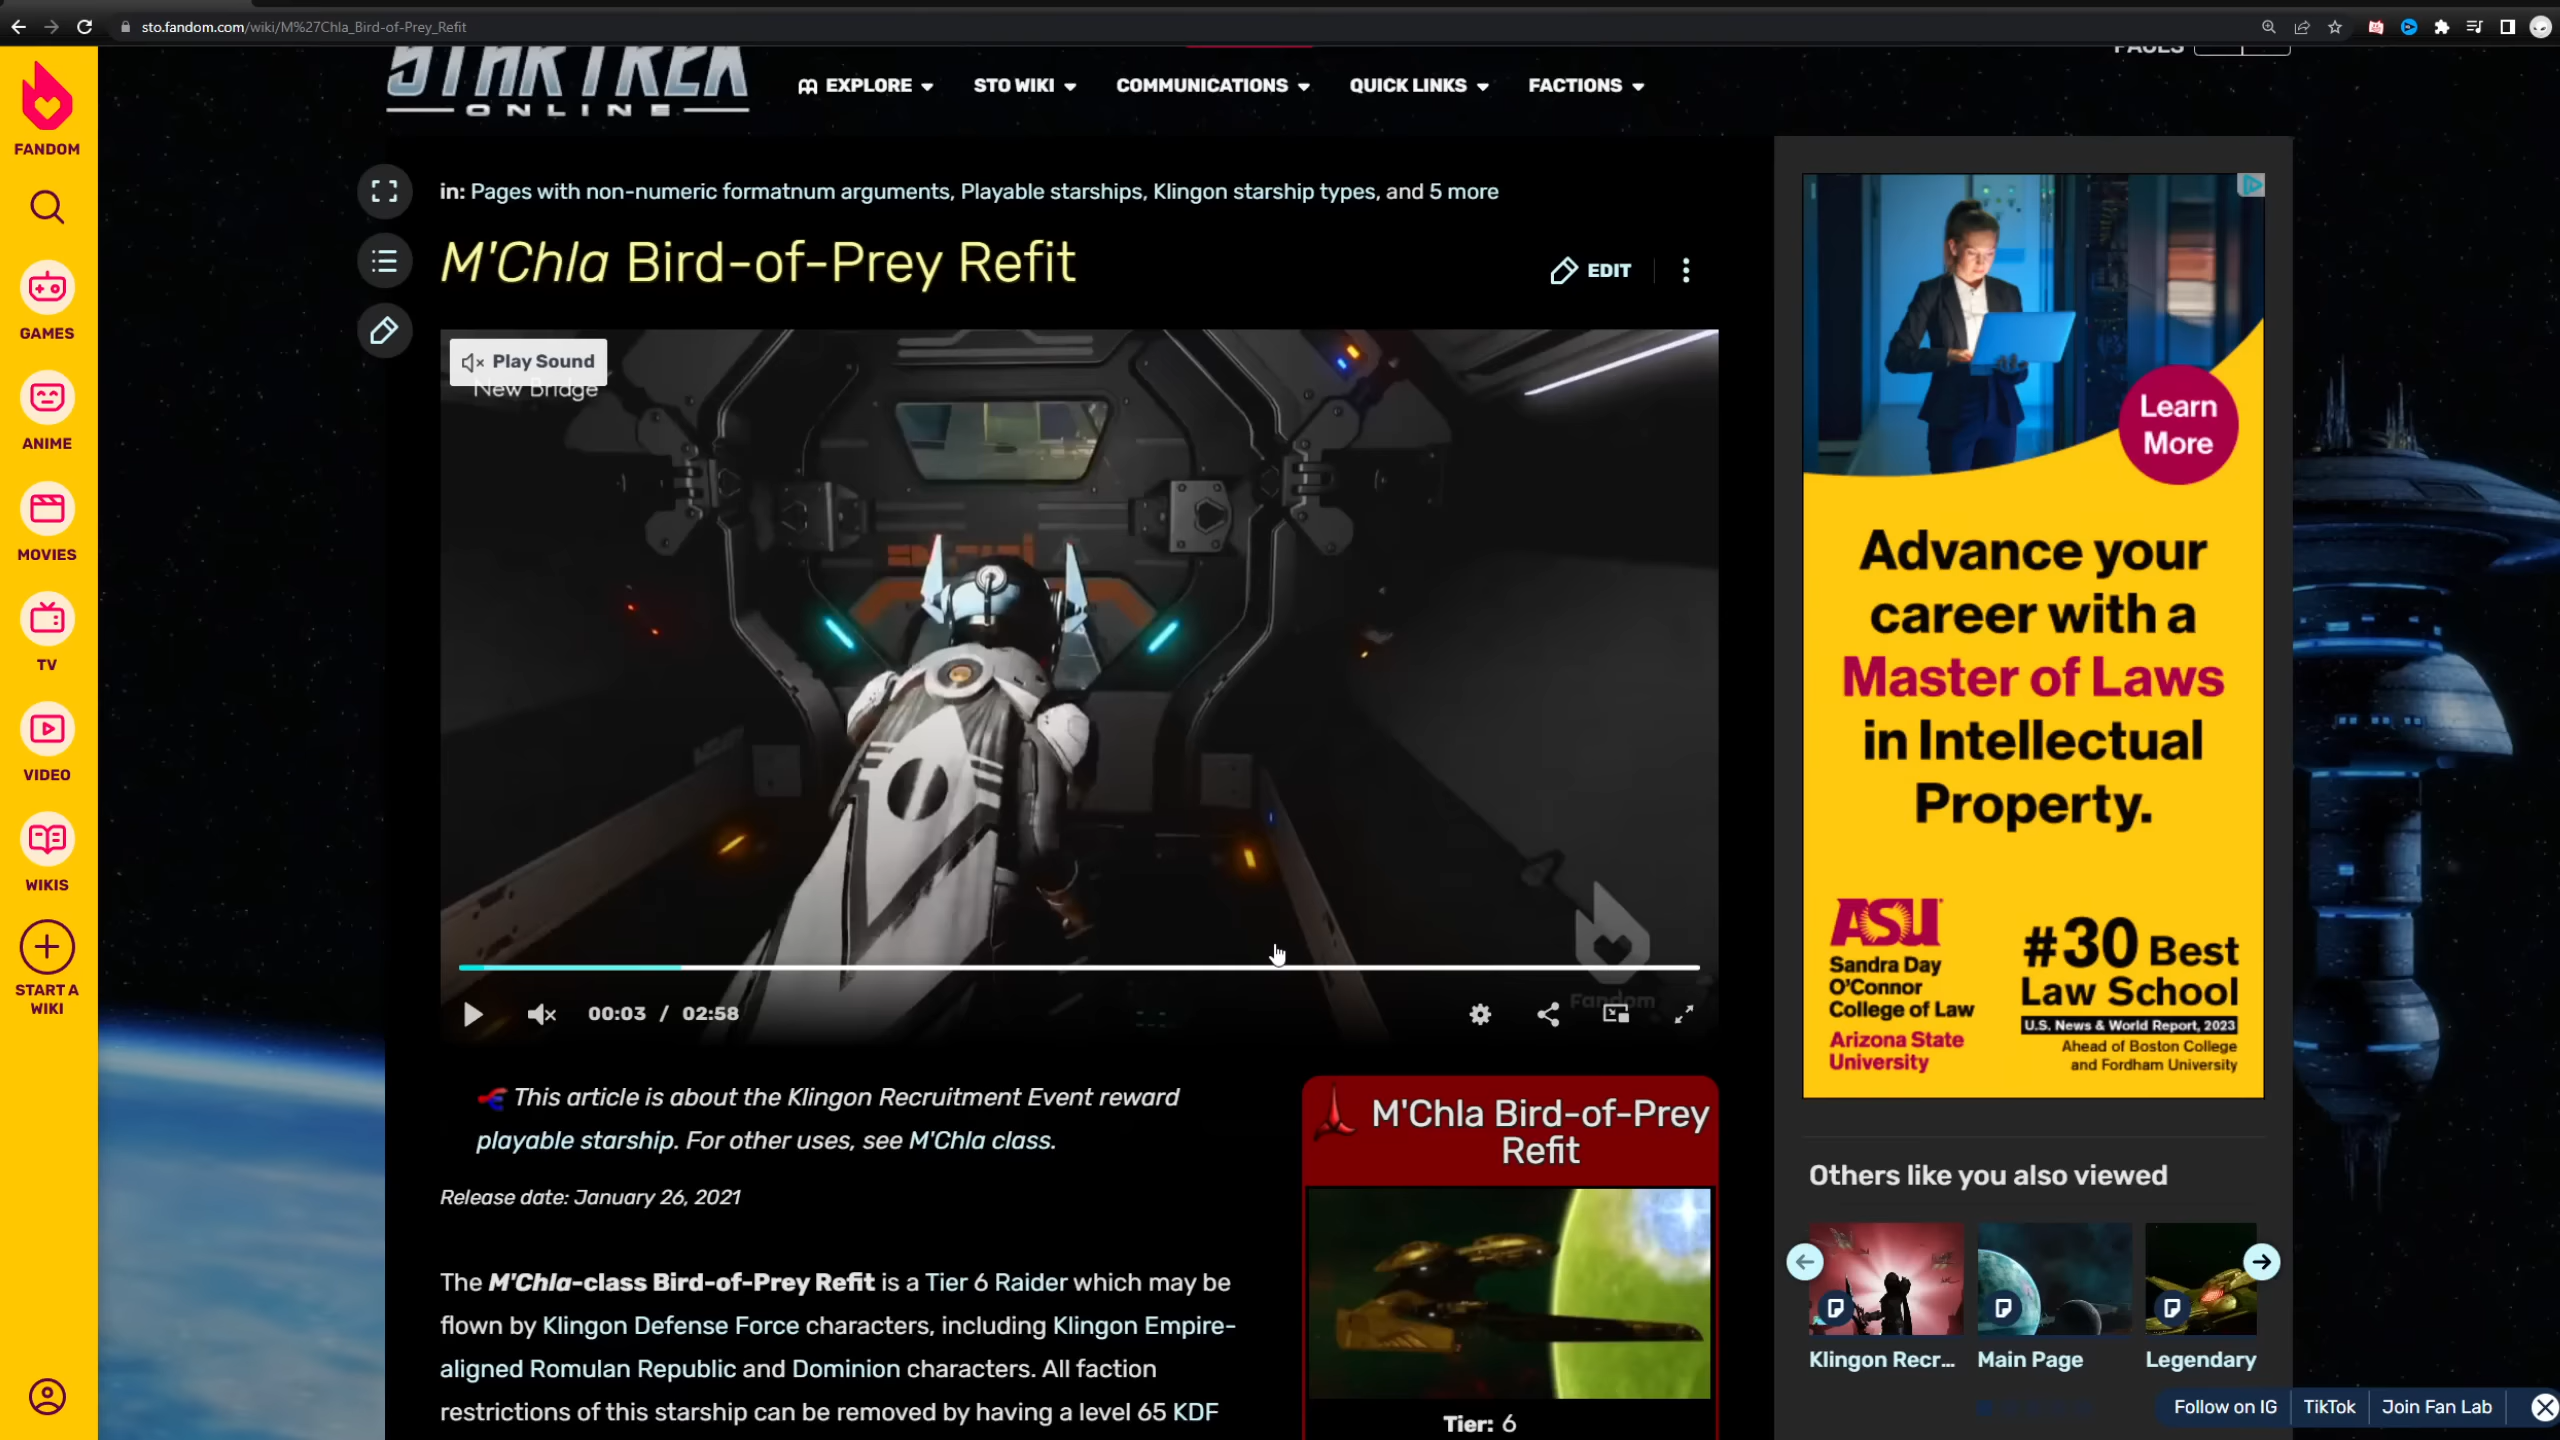 sto.fandom.com/wiki/M%27Chla_Bird-of-Prey_Refit
FANDOM
GAMES
ANIME
MOVIES
TV
VIDEO
WIKIS
START A
WIKI
STAR TREK
ONLINE
EXPLORE
STO WIKI
COMMUNICATIONS
QUICK LINKS
FACTIONS
PAGES
in: Pages with non-numeric formatnum arguments, Playable starships, Klingon starship types, and 5 more
M'Chla Bird-of-Prey Refit
EDIT
Play Sound
New Bridge
Fandom
00:03 / 02:58
This article is about the Klingon Recruitment Event reward
playable starship. For other uses, see M'Chla class.
Release date: January 26, 2021
The M'Chla-class Bird-of-Prey Refit is a Tier 6 Raider which may be
flown by Klingon Defense Force characters, including Klingon Empire-
aligned Romulan Republic and Dominion characters. All faction
restrictions of this starship can be removed by having a level 65 KDF
M'Chla Bird-of-Prey
Refit
Tier: 6
Learn
More
Advance your
career with a
Master of Laws
in Intellectual
Property.
ASU
Sandra Day
O'Connor
College of Law
Arizona State
University
#30 Best
Law School
U.S. News & World Report, 2023
Ahead of Boston College
and Fordham University
Others like you also viewed
Klingon Recr...
Main Page
Legendary
Follow on IG
TikTok
Join Fan Lab